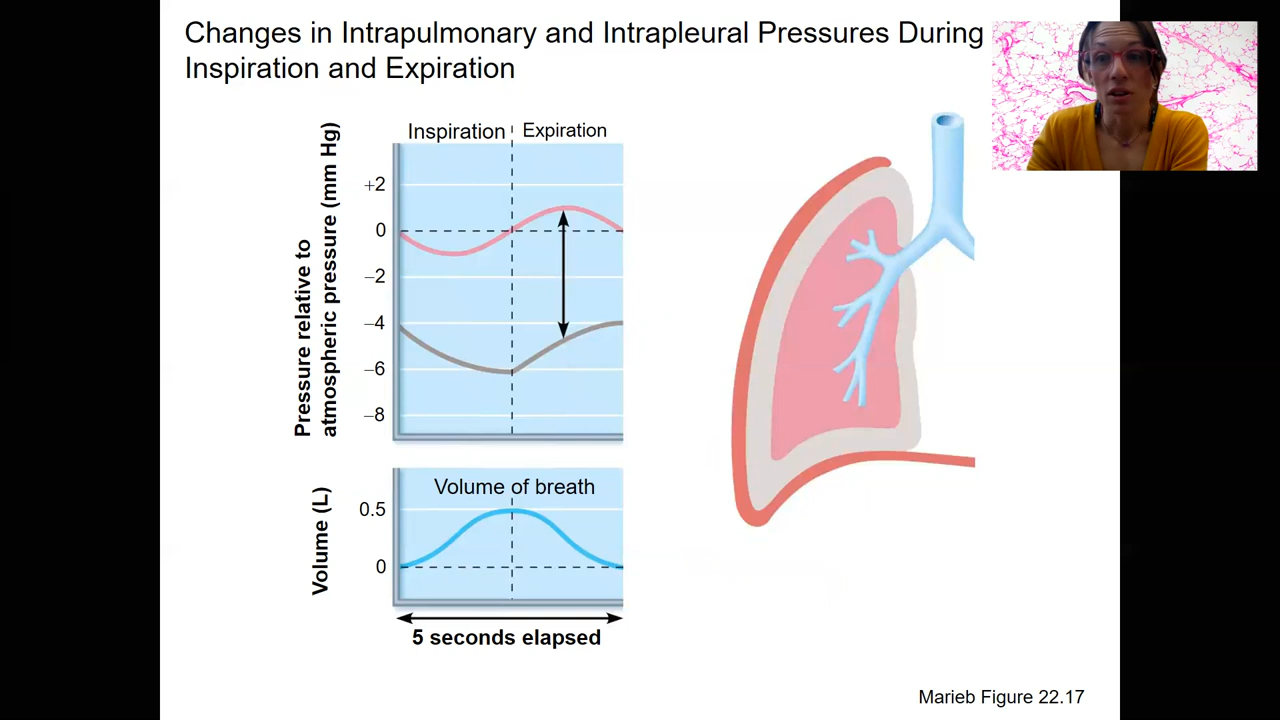 Changes in Intrapulmonary and Intrapleural Pressures During
Inspiration and Expiration
Inspiration
Expiration
Pressure relative to
atmospheric pressure (mm Hg)
+2
0
–2
–4
–6
–8
Volume of breath
Volume (L)
0.5
0
5 seconds elapsed
Marieb Figure 22.17